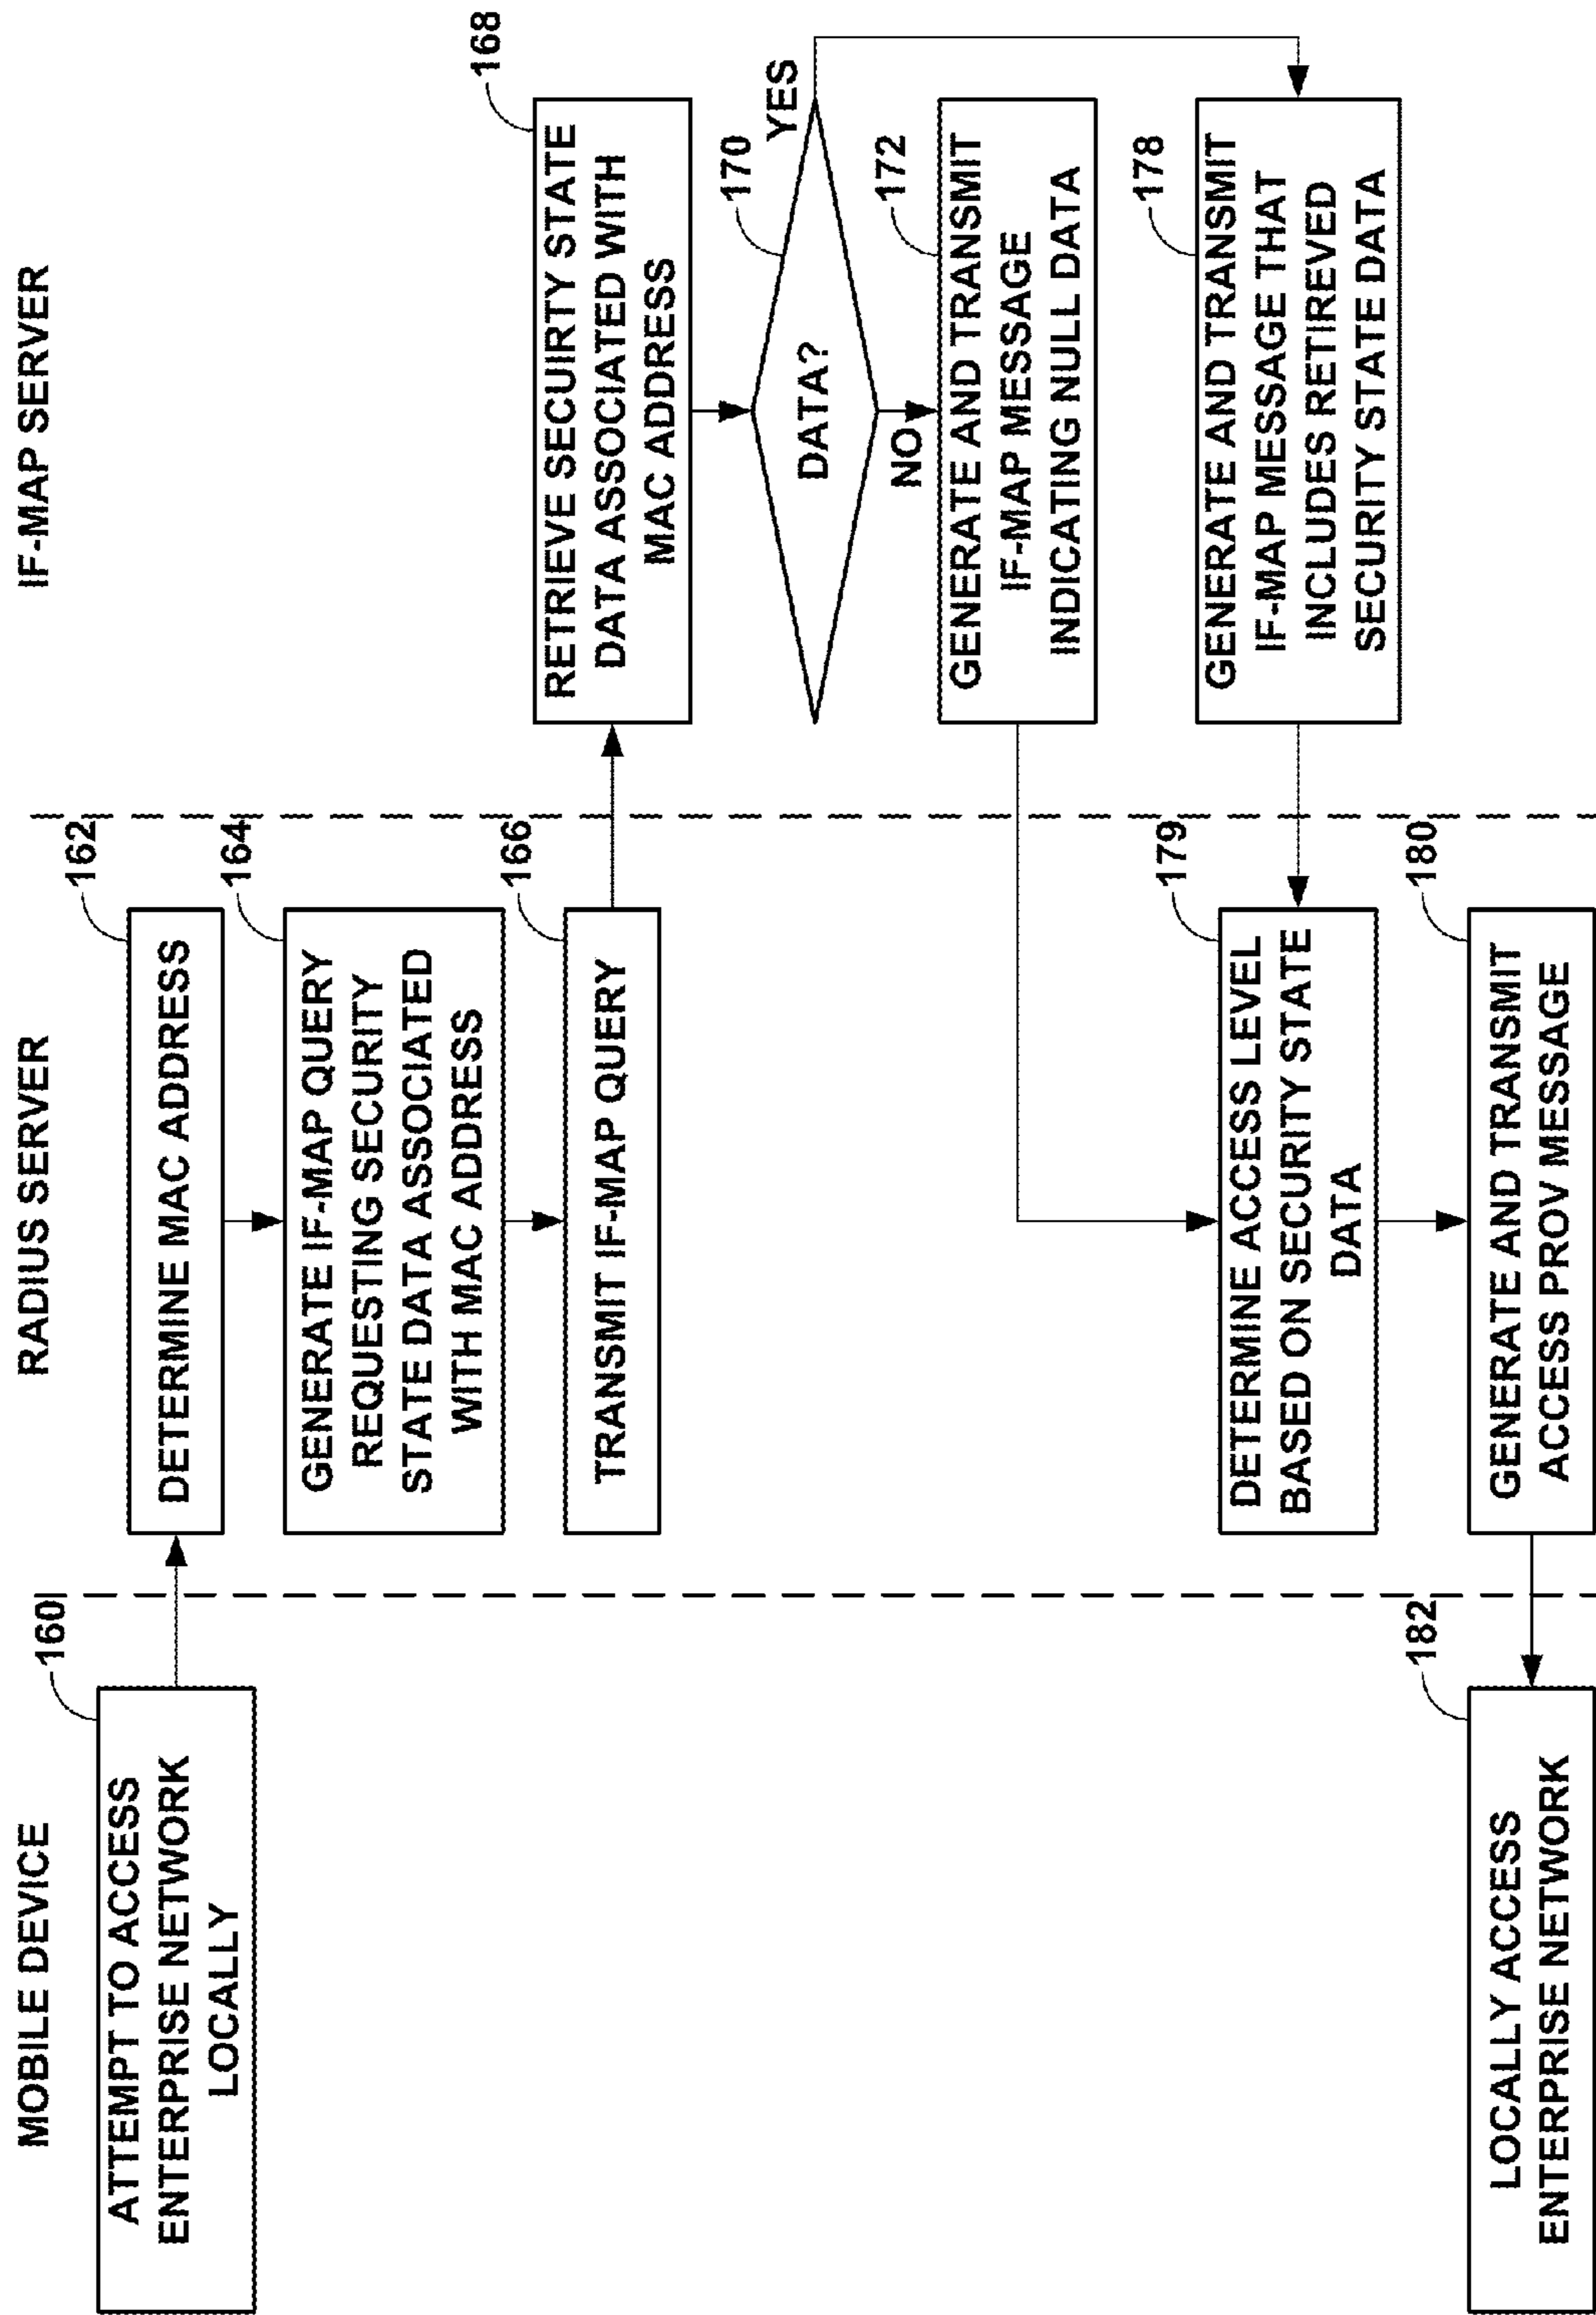 MOBILE DEVICE
RADIUS SERVER
IF-MAP SERVER
160
ATTEMPT TO ACCESS
ENTERPRISE NETWORK
LOCALLY
162
DETERMINE MAC ADDRESS
164
GENERATE IF-MAP QUERY
REQUESTING SECURITY
STATE DATA ASSOCIATED
WITH MAC ADDRESS
166
TRANSMIT IF-MAP QUERY
168
RETRIEVE SECUIRTY STATE
DATA ASSOCIATED WITH
MAC ADDRESS
170
DATA?
YES
NO
172
GENERATE AND TRANSMIT
IF-MAP MESSAGE
INDICATING NULL DATA
178
GENERATE AND TRANSMIT
IF-MAP MESSAGE THAT
INCLUDES RETIREVED
SECURITY STATE DATA
179
DETERMINE ACCESS LEVEL
BASED ON SECURITY STATE
DATA
180
GENERATE AND TRANSMIT
ACCESS PROV MESSAGE
182
LOCALLY ACCESS
ENTERPRISE NETWORK